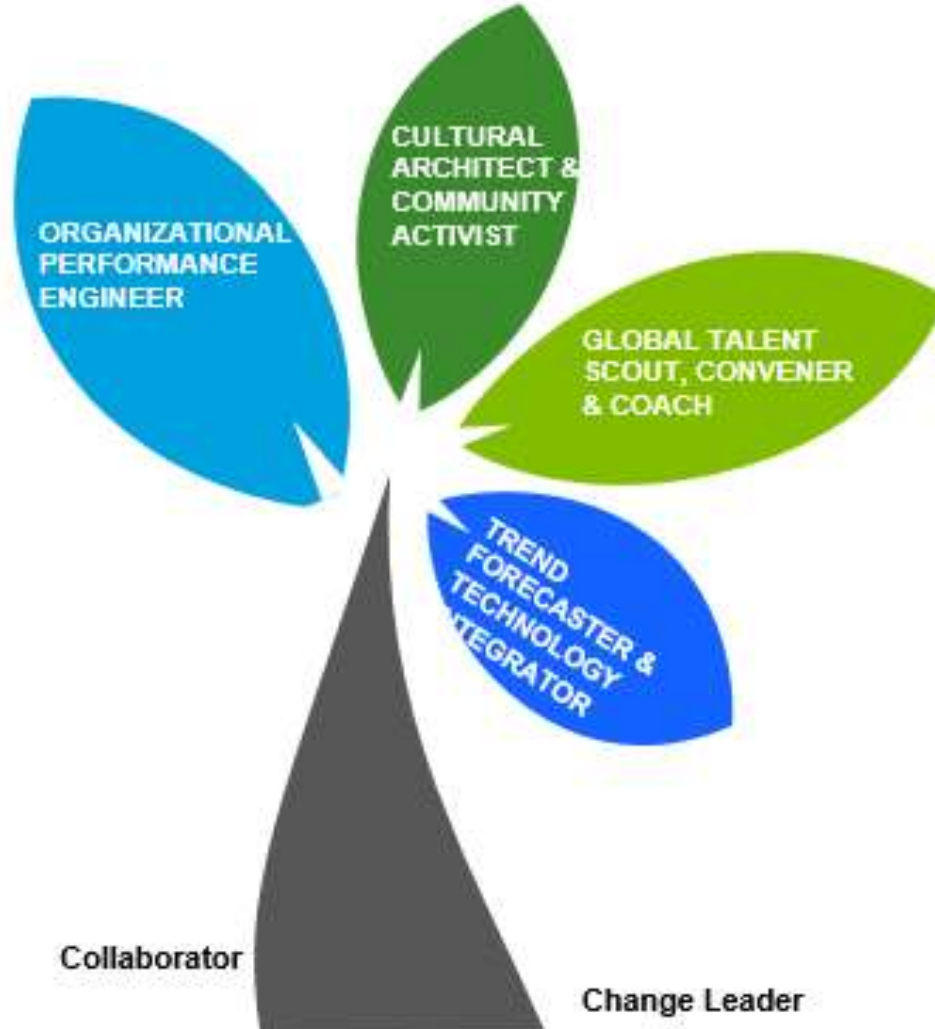 CULTURAL
ARCHITECT &
COMMUNITY
ACTIVIST
ORGANIZATIONAL
PERFORMANCE
ENGINEER
GLOBAL TALENT
SCOUT, CONVENER
& COACH
TREND
FORECASTER &
TECHNOLOGY
INTEGRATOR
Collaborator
Change Leader